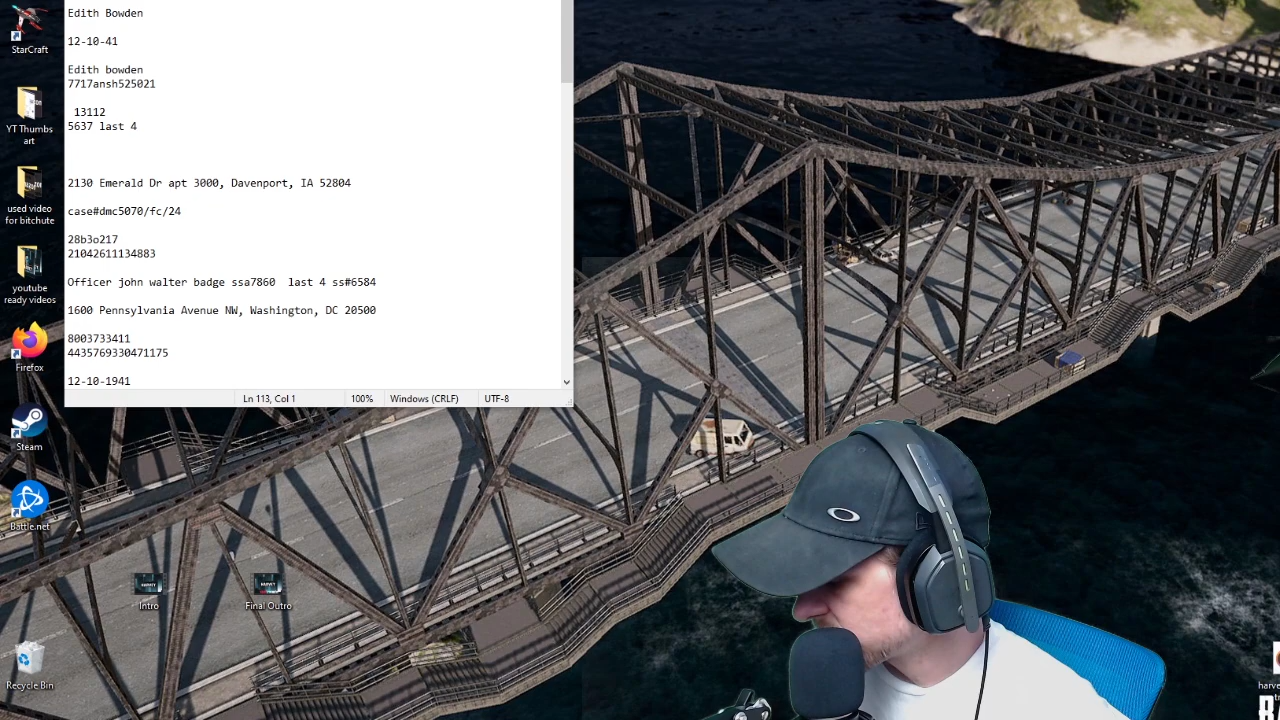 Edith Bowden
12-10-41
Edith bowden
7717ansh525021
13112
5637 last 4
2130 Emerald Dr apt 3000, Davenport, IA 52804
case#dmc5070/fc/24
28b3o217
21042611134883
Officer john walter badge ssa7860  last 4 ss#6584
1600 Pennsylvania Avenue NW, Washington, DC 20500
8003733411
4435769330471175
12-10-1941
Ln 113, Col 1
100%
Windows (CRLF)
UTF-8
StarCraft
YT Thumbs
art
used video
for bitchute
youtube
ready videos
Firefox
Steam
Battle.net
Intro
Final Outro
Recycle Bin